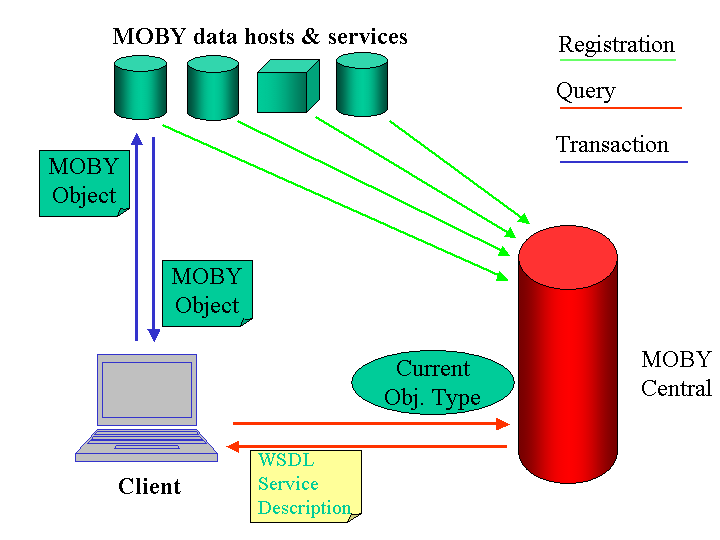 MOBY data hosts & services
Registration
Query
Transaction
MOBY
Object
MOBY
Object
Current
Obj. Type
MOBY
Central
WSDL
Service
Description
Client